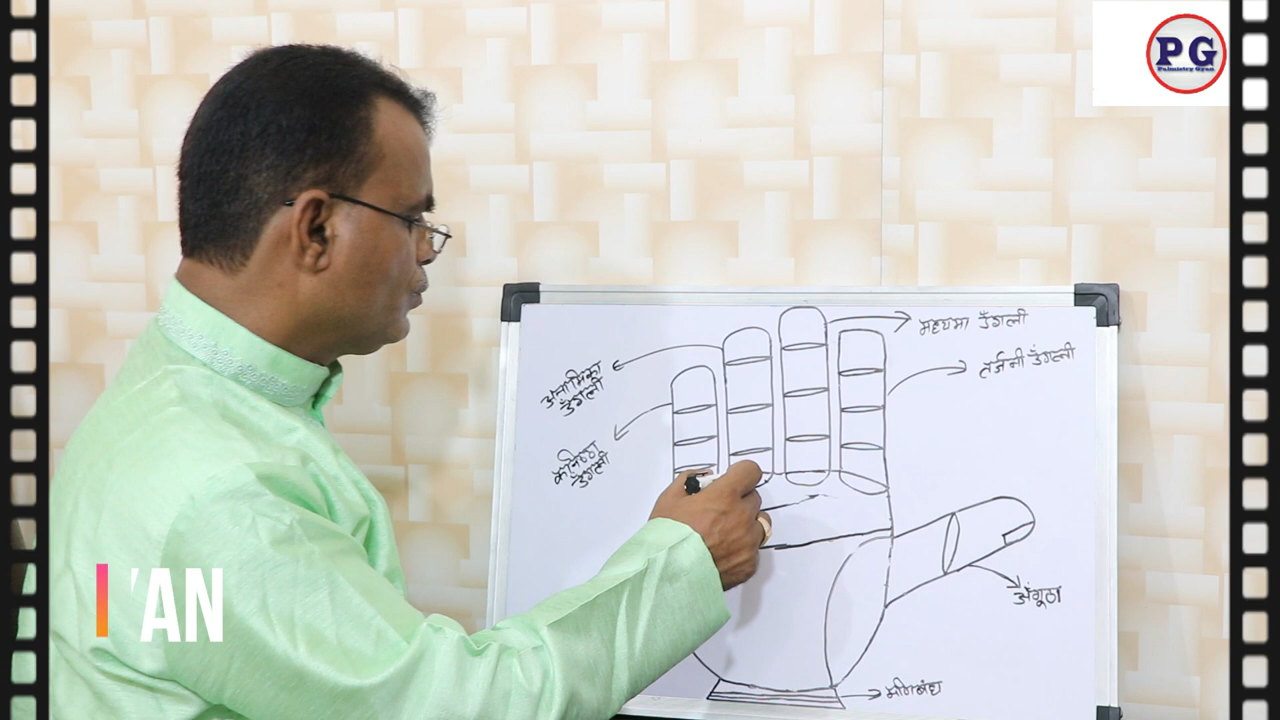 PG
Palmistry Gyan
मध्यमा उँगली
तर्जनी उँगली
अनामिका
उँगली
कनिष्ठा
उँगली
अँगूठा
मणिबंध
'AN